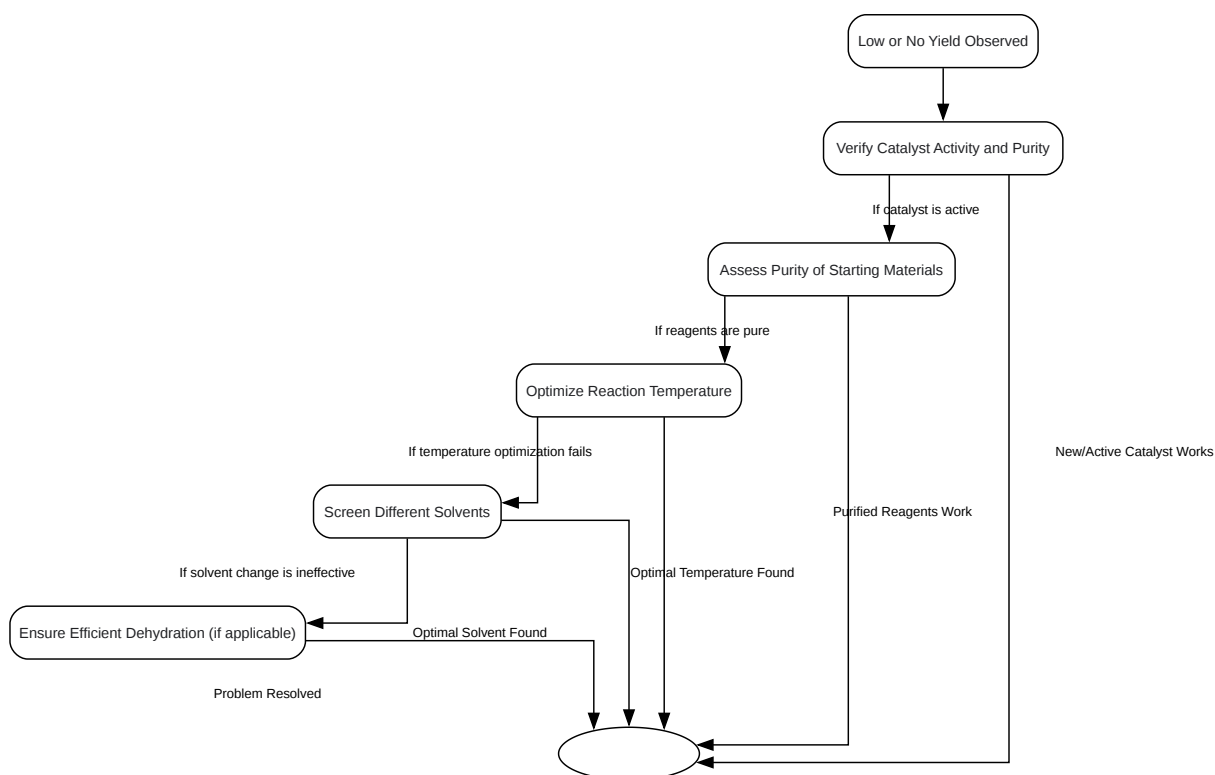 Low or No Yield Observed
Verify Catalyst Activity and Purity
If catalyst is active
Assess Purity of Starting Materials
If reagents are pure
Optimize Reaction Temperature
If temperature optimization fails
New/Active Catalyst Works
Screen Different Solvents
Purified Reagents Work
If solvent change is ineffective
Optimal Temperature Found
Ensure Efficient Dehydration (if applicable)
Optimal Solvent Found
Problem Resolved